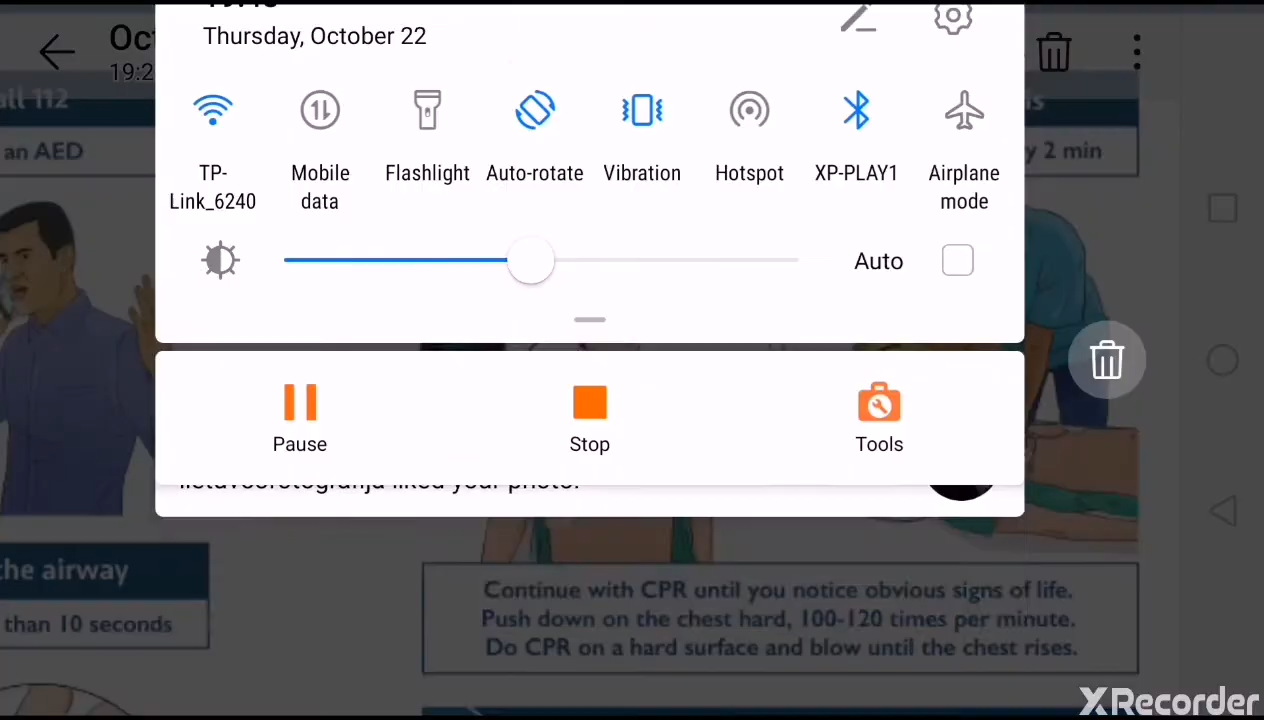 Thursday, October 22
Oc
19:2
ail 112
an AED
y 2 min
TP-
Link_6240
Mobile
data
Flashlight
Auto-rotate
Vibration
Hotspot
XP-PLAY1
Airplane
mode
Auto
Pause
Stop
Tools
liked your photo.
the airway
than 10 seconds
Continue with CPR until you notice obvious signs of life.
Push down on the chest hard, 100-120 times per minute.
Do CPR on a hard surface and blow until the chest rises.
XRecorder